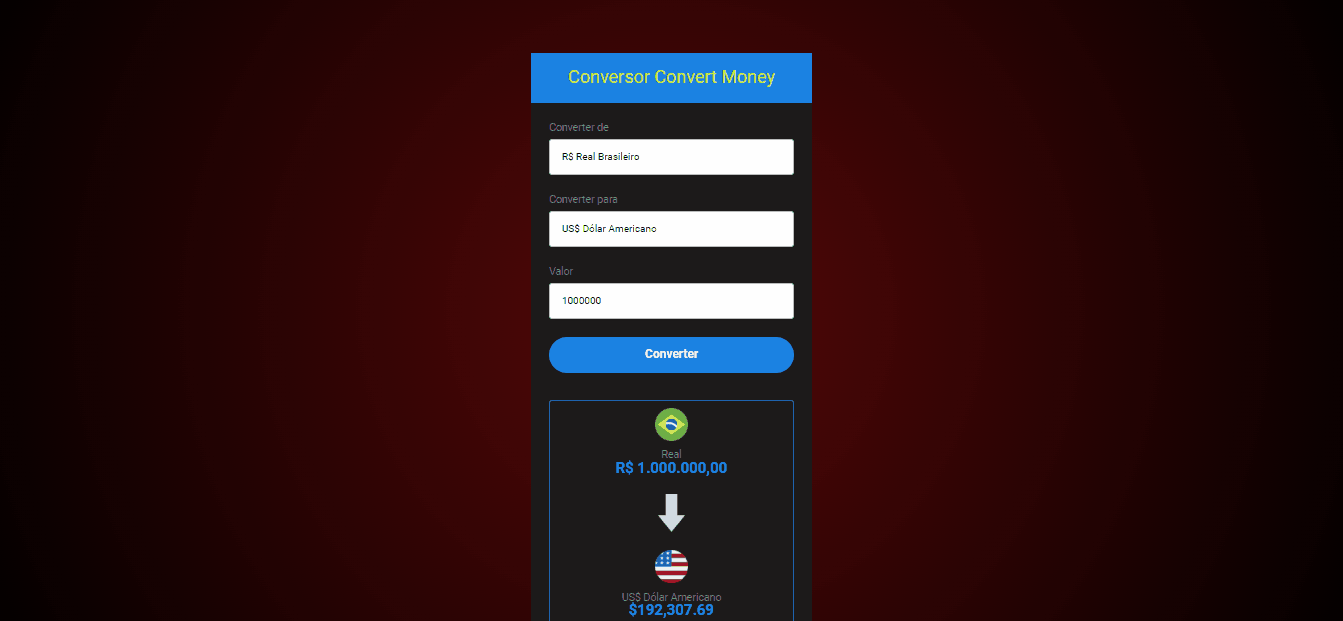 Conversor Convert Money
Converter de
R$ Real Brasileiro
Converter para
US$ Dólar Americano
Valor
1000000
Converter
Real
R$ 1.000.000,00
US$ Dólar Americano
$192,307.69